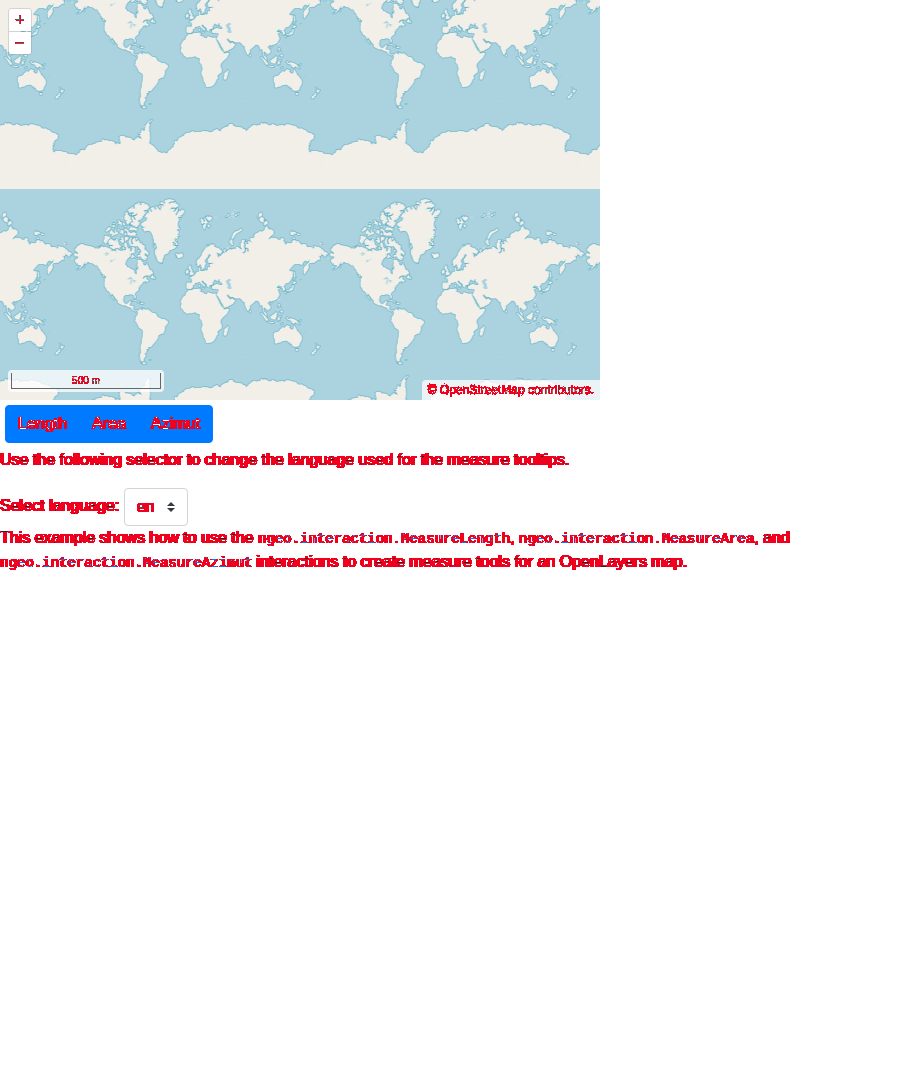 +
−
500 m
© OpenStreetMap contributors.
Length Area Azimut
Use the following selector to change the language used for the measure tooltips.
Select language: en
This example shows how to use the ngeo.interaction.MeasureLength, ngeo.interaction.MeasureArea, and
ngeo.interaction.MeasureAzimut interactions to create measure tools for an OpenLayers map.